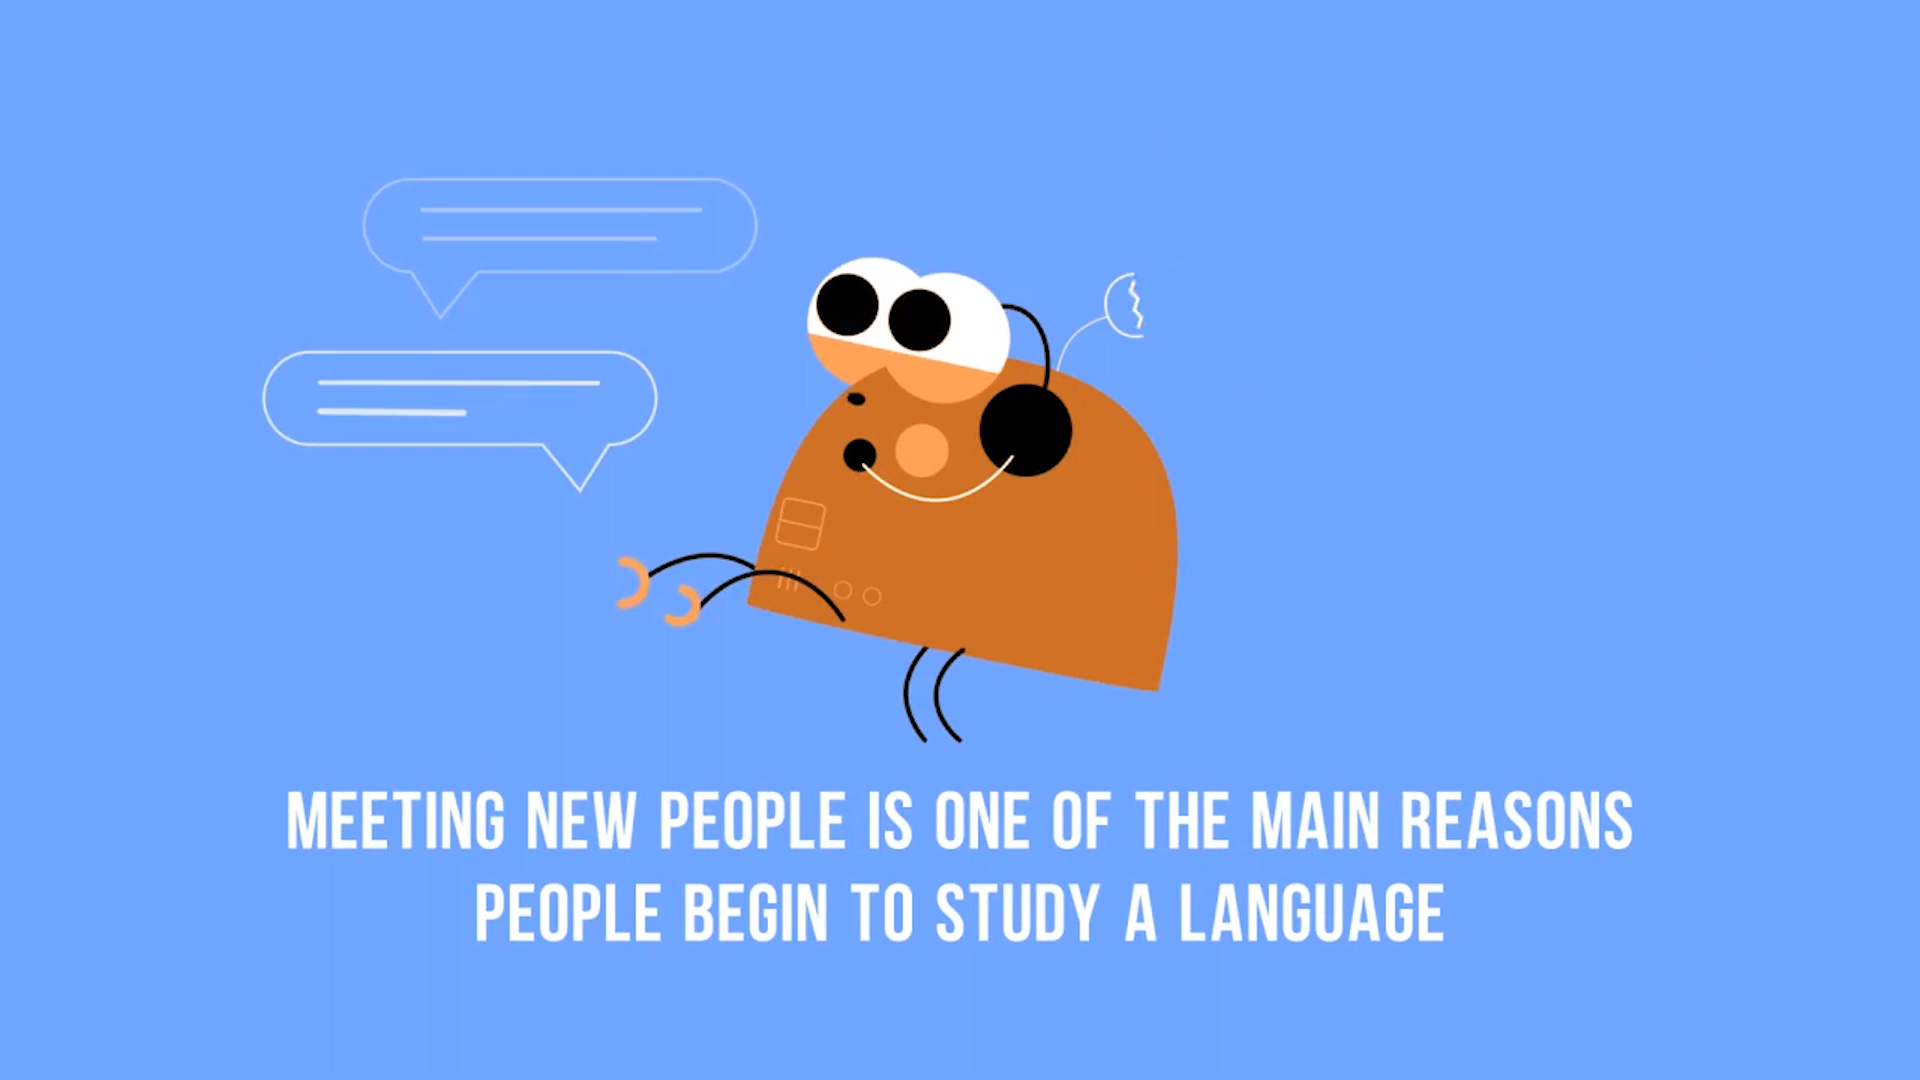 MEETING NEW PEOPLE IS ONE OF THE MAIN REASONS
PEOPLE BEGIN TO STUDY A LANGUAGE